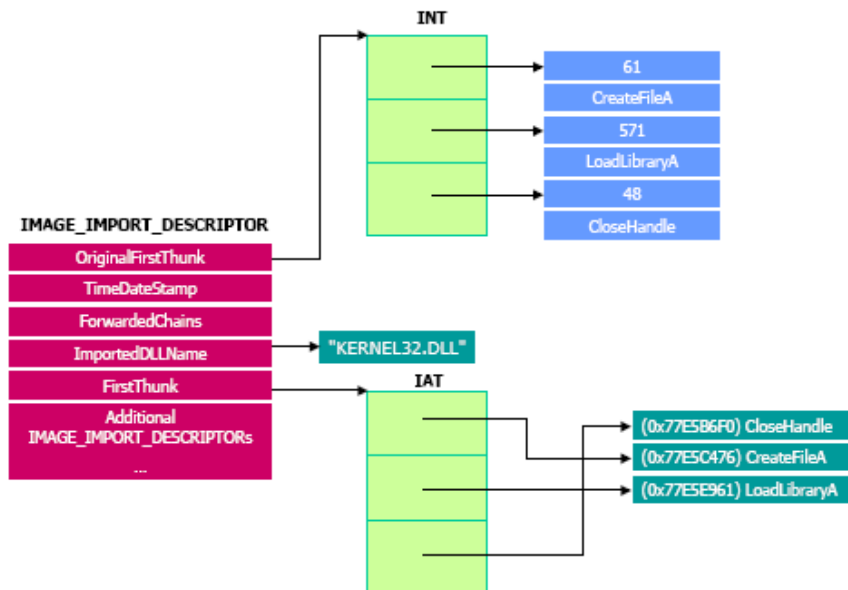 INT
61
CreateFileA
571
LoadLibraryA
48
CloseHandle
IMAGE_IMPORT_DESCRIPTOR
OriginalFirstThunk
TimeDateStamp
ForwardedChains
ImportedDLLName
FirstThunk
Additional
IMAGE_IMPORT_DESCRIPTORs
...
"KERNEL32.DLL"
IAT
(0x77E5B6F0) CloseHandle
(0x77E5C476) CreateFileA
(0x77E5E961) LoadLibraryA